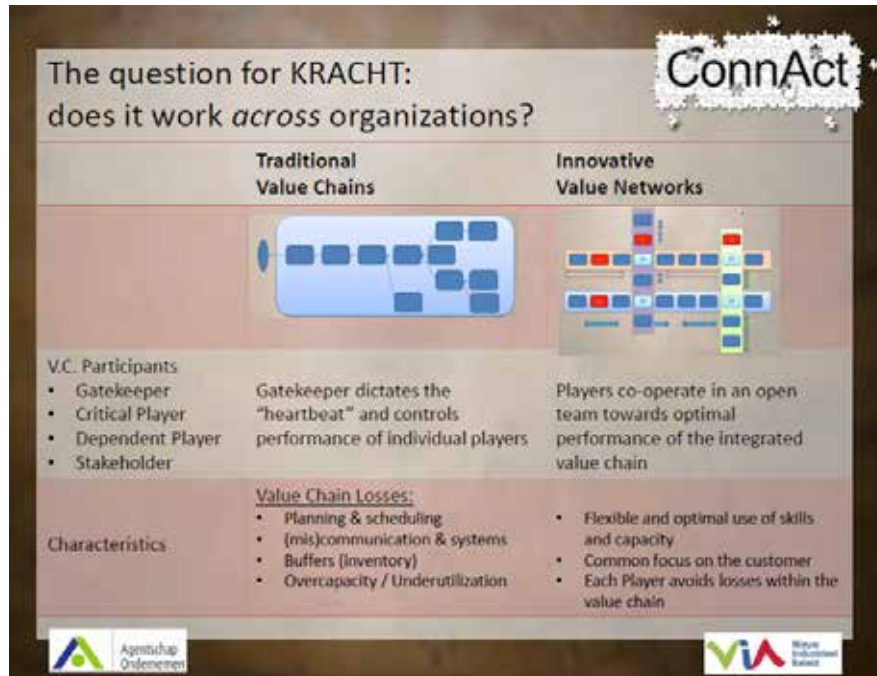 The question for KRACHT:
does it work across organizations?
ConnAct
Traditional
Value Chains
Innovative
Value Networks
V.C. Participants
• Gatekeeper
• Critical Player
• Dependent Player
• Stakeholder
Gatekeeper dictates the
“heartbeat” and controls
performance of individual players
Players co-operate in an open
team towards optimal
performance of the integrated
value chain
Characteristics
Value Chain Losses:
• Planning & scheduling
• (mis)communication & systems
• Buffers (inventory)
• Overcapacity / Underutilization
• Flexible and optimal use of skills
and capacity
• Common focus on the customer
• Each Player avoids losses within the
value chain
Agentschap
Ondernemen
ViA
Nieuw
Industrieel
Beleid